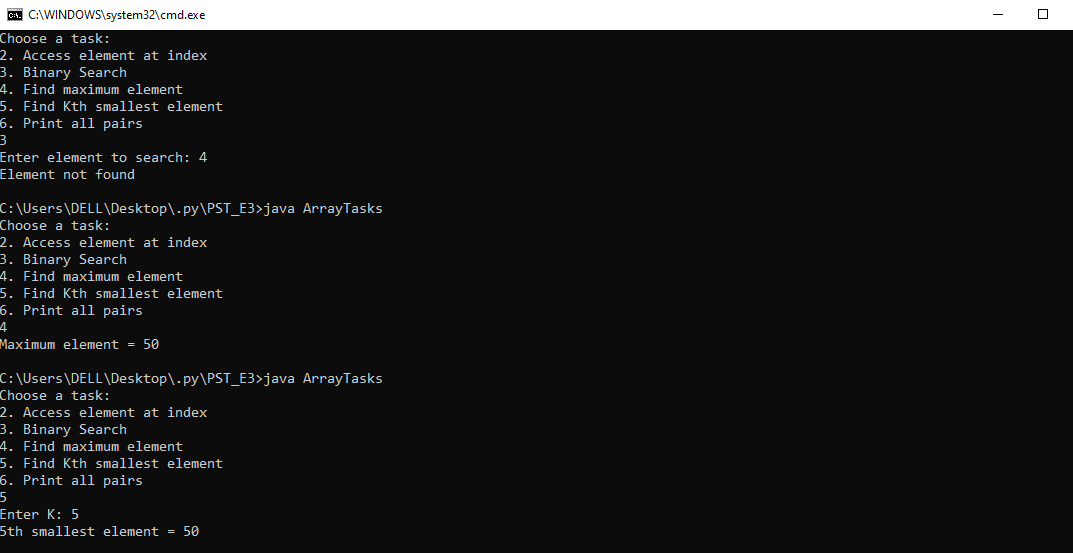 C:\WINDOWS\system32\cmd.exe
Choose a task:
2. Access element at index
3. Binary Search
4. Find maximum element
5. Find Kth smallest element
6. Print all pairs
3
Enter element to search: 4
Element not found
C:\Users\DELL\Desktop\.py\PST_E3>java ArrayTasks
Choose a task:
2. Access element at index
3. Binary Search
4. Find maximum element
5. Find Kth smallest element
6. Print all pairs
4
Maximum element = 50
C:\Users\DELL\Desktop\.py\PST_E3>java ArrayTasks
Choose a task:
2. Access element at index
3. Binary Search
4. Find maximum element
5. Find Kth smallest element
6. Print all pairs
5
Enter K: 5
5th smallest element = 50